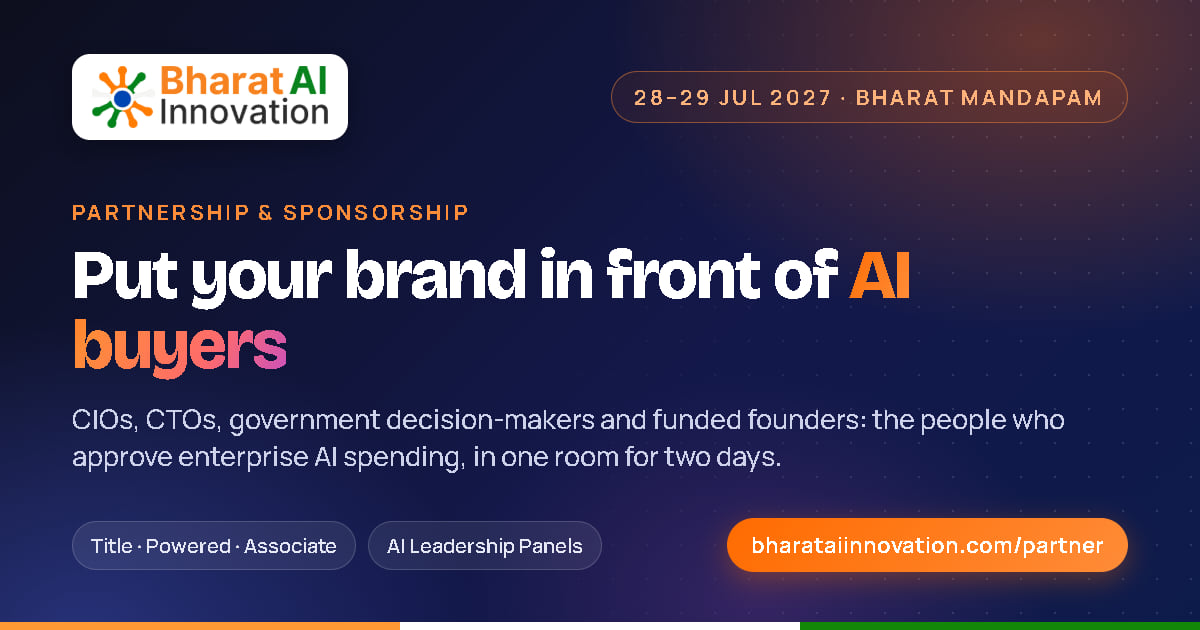 Bharat AI
Innovation
28–29 JUL 2027 · BHARAT MANDAPAM
PARTNERSHIP & SPONSORSHIP
Put your brand in front of AI
buyers
CIOs, CTOs, government decision-makers and funded founders: the people who
approve enterprise AI spending, in one room for two days.
Title · Powered · Associate
AI Leadership Panels
bharataiinnovation.com/partner